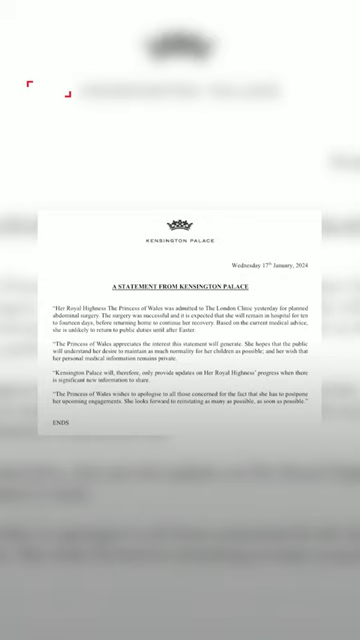 KENSINGTON PALACE
Wednesday 17th January, 2024
A STATEMENT FROM KENSINGTON PALACE
"Her Royal Highness The Princess of Wales was admitted to The London Clinic yesterday for planned
abdominal surgery. The surgery was successful and it is expected that she will remain in hospital for ten
to fourteen days, before returning home to continue her recovery. Based on the current medical advice,
she is unlikely to return to public duties until after Easter.
"The Princess of Wales appreciates the interest this statement will generate. She hopes that the public
will understand her desire to maintain as much normality for her children as possible; and her wish that
her personal medical information remains private.
"Kensington Palace will, therefore, only provide updates on Her Royal Highness' progress when there
is significant new information to share.
"The Princess of Wales wishes to apologise to all those concerned for the fact that she has to postpone
her upcoming engagements. She looks forward to reinstating as many as possible, as soon as possible."
ENDS